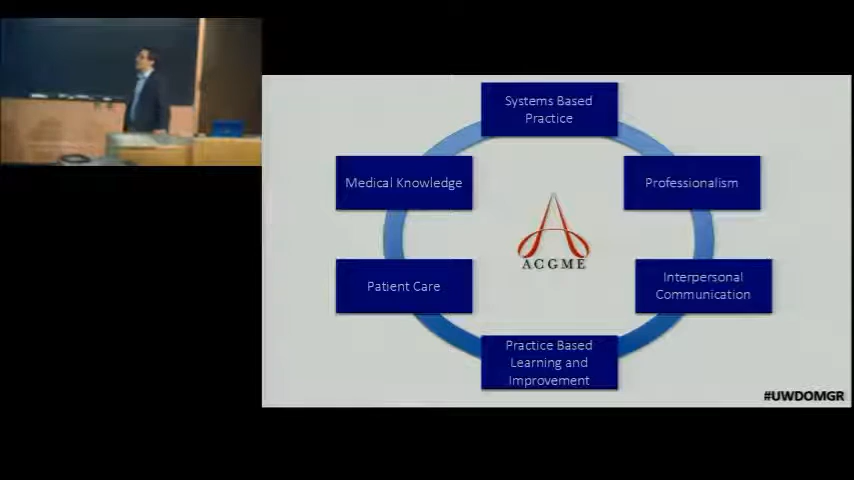 Systems Based
Practice
Medical Knowledge
Professionalism
ACGME
Patient Care
Interpersonal
Communication
Practice Based
Learning and
Improvement
#UWDOMGR